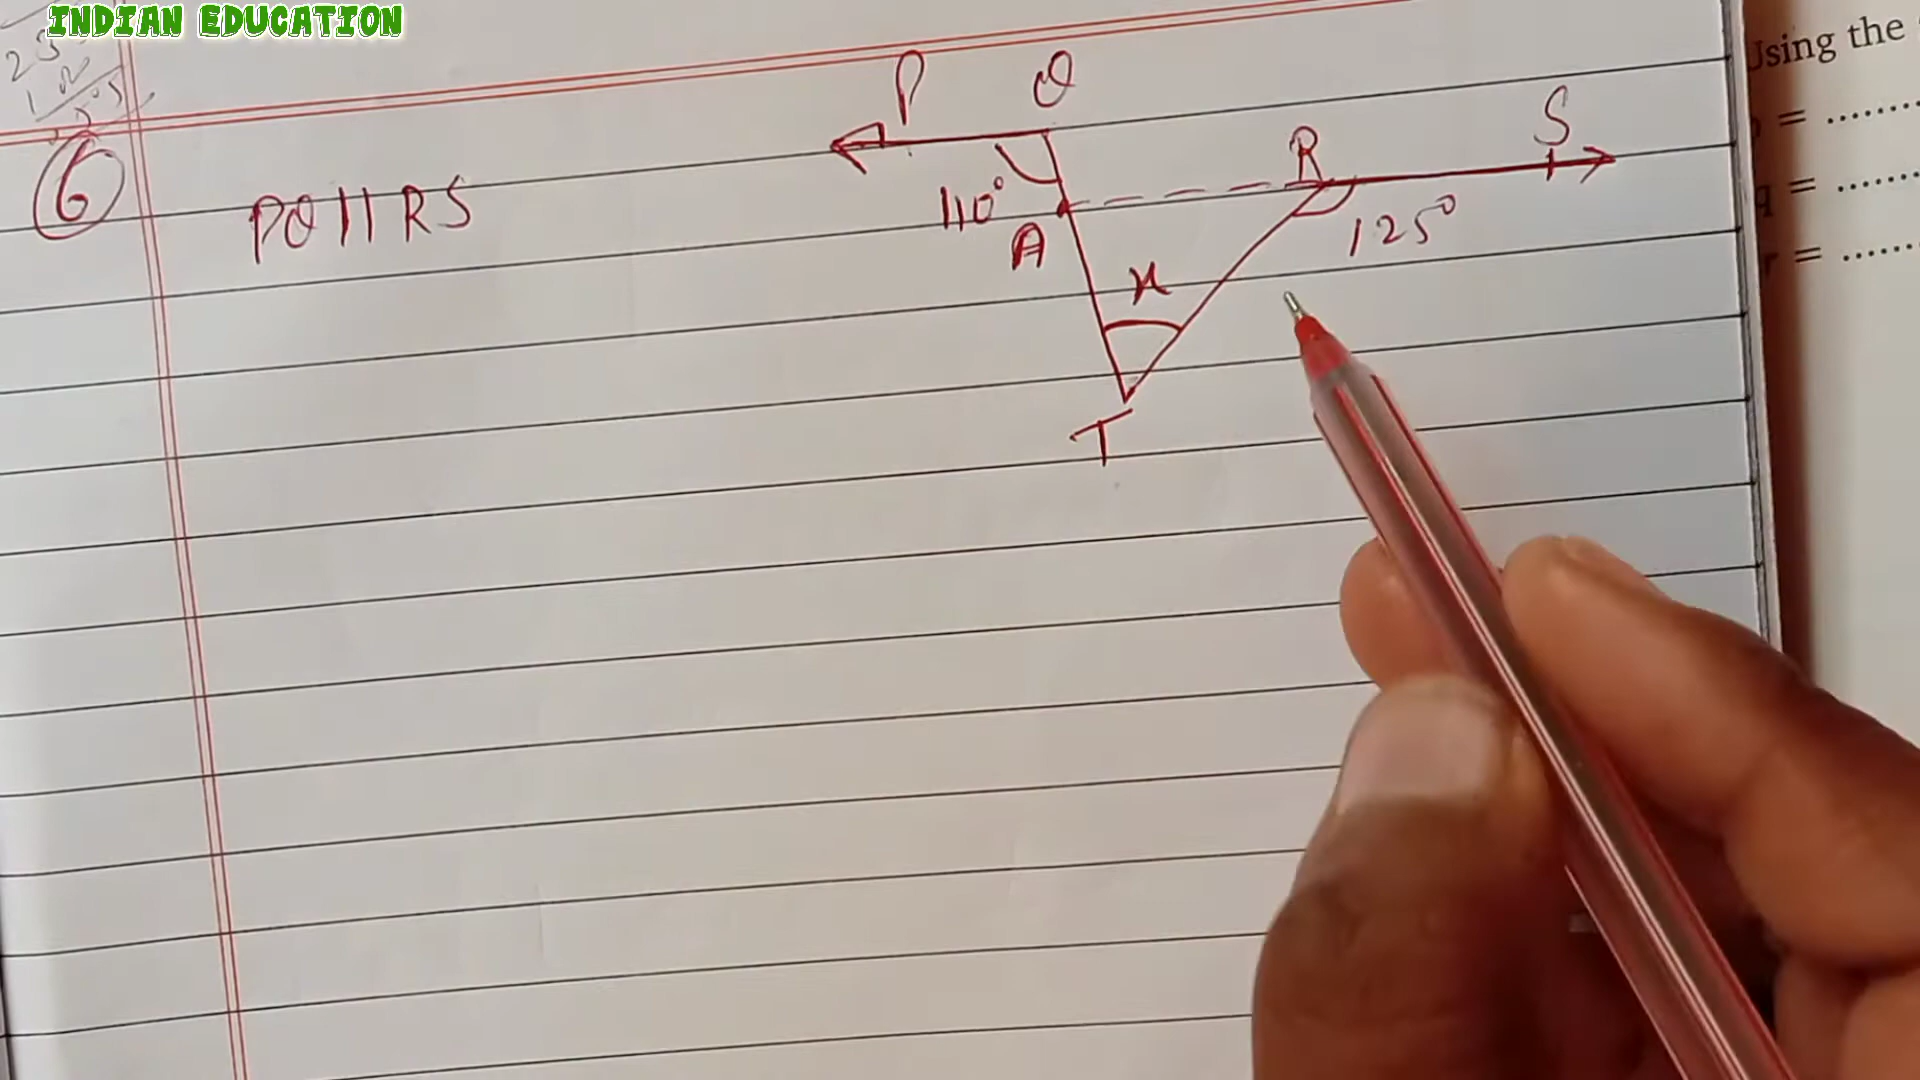 INDIAN EDUCATION
6
PQ || RS
P Q
R S
110°
A
125°
x
T
Using the
=
q =
r =